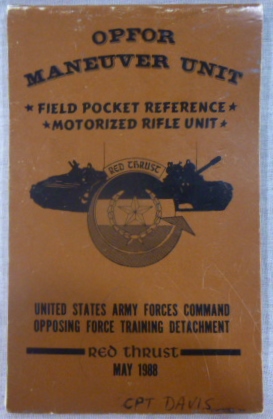 OPFOR
MANEUVER UNIT
★ FIELD POCKET REFERENCE ★
★ MOTORIZED RIFLE UNIT ★
RED THRUST
UNITED STATES ARMY FORCES COMMAND
OPPOSING FORCE TRAINING DETACHMENT
RED THRUST
MAY 1988
CPT DAVIS